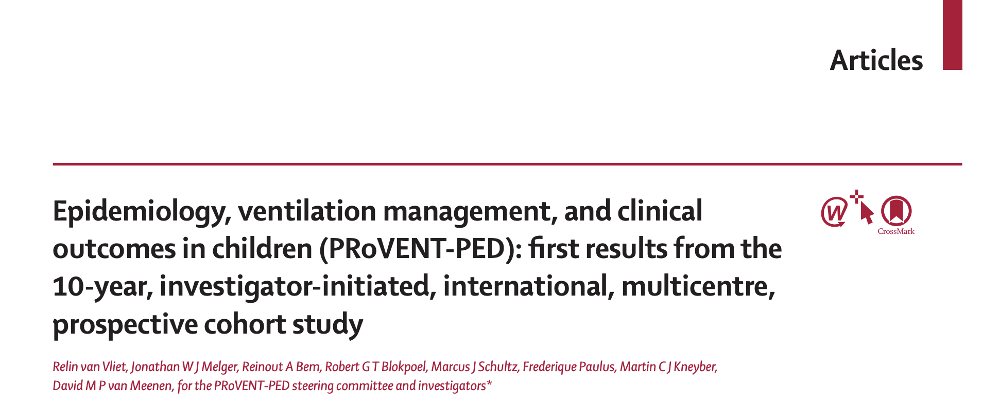 Articles
Epidemiology, ventilation management, and clinical
outcomes in children (PRoVENT-PED): first results from the
10-year, investigator-initiated, international, multicentre,
prospective cohort study
W
CrossMark
Relin van Vliet, Jonathan W J Melger, Reinout A Bem, Robert G T Blokpoel, Marcus J Schultz, Frederique Paulus, Martin C J Kneyber,
David M P van Meenen, for the PRoVENT-PED steering committee and investigators*